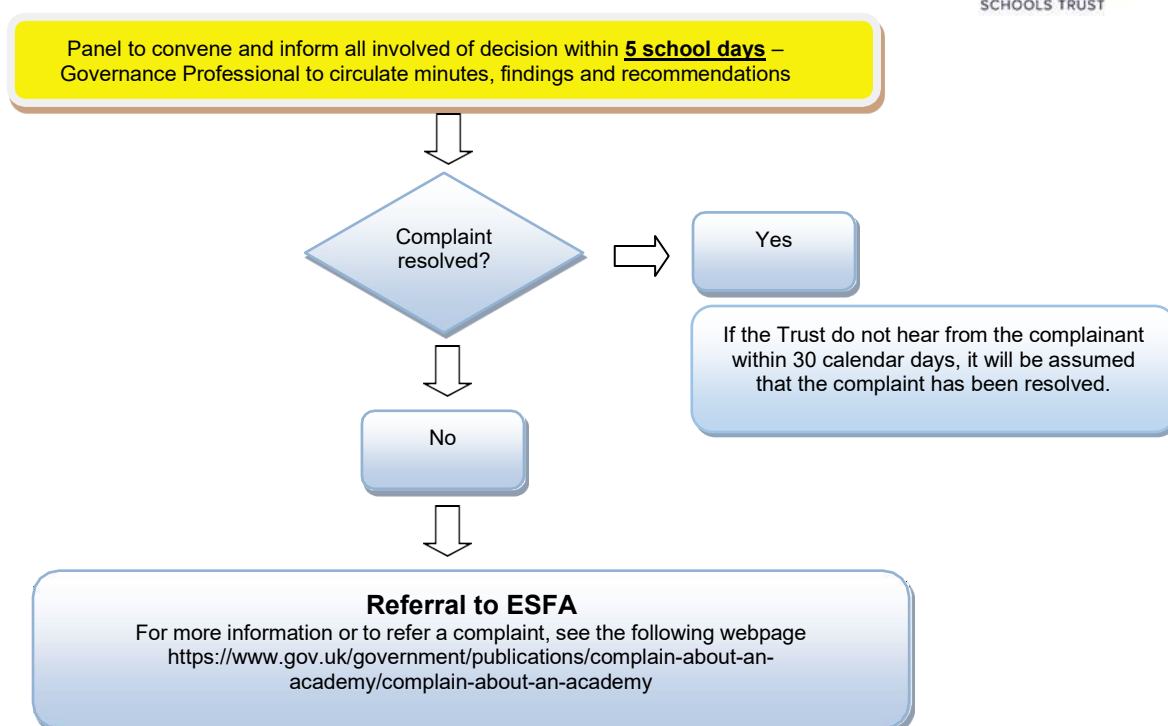 SCHOOLS TRUST
Panel to convene and inform all involved of decision within 5 school days –
Governance Professional to circulate minutes, findings and recommendations
Complaint
resolved?
Yes
If the Trust do not hear from the complainant
within 30 calendar days, it will be assumed
that the complaint has been resolved.
No
Referral to ESFA
For more information or to refer a complaint, see the following webpage
https://www.gov.uk/government/publications/complain-about-an-
academy/complain-about-an-academy